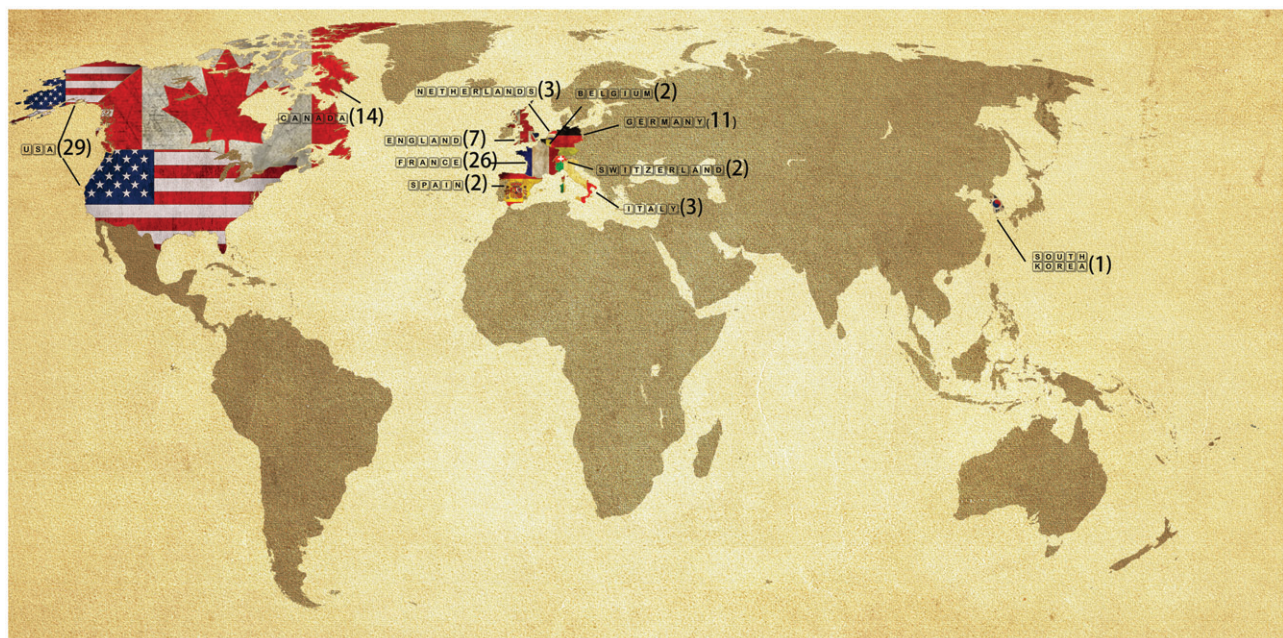 NETHERLANDS(3)
BELGIUM(2)
CANADA(14)
GERMANY(11)
ENGLAND(7)
USA(29)
FRANCE(26)
SWITZERLAND(2)
SPAIN(2)
ITALY(3)
SOUTH
KOREA(1)